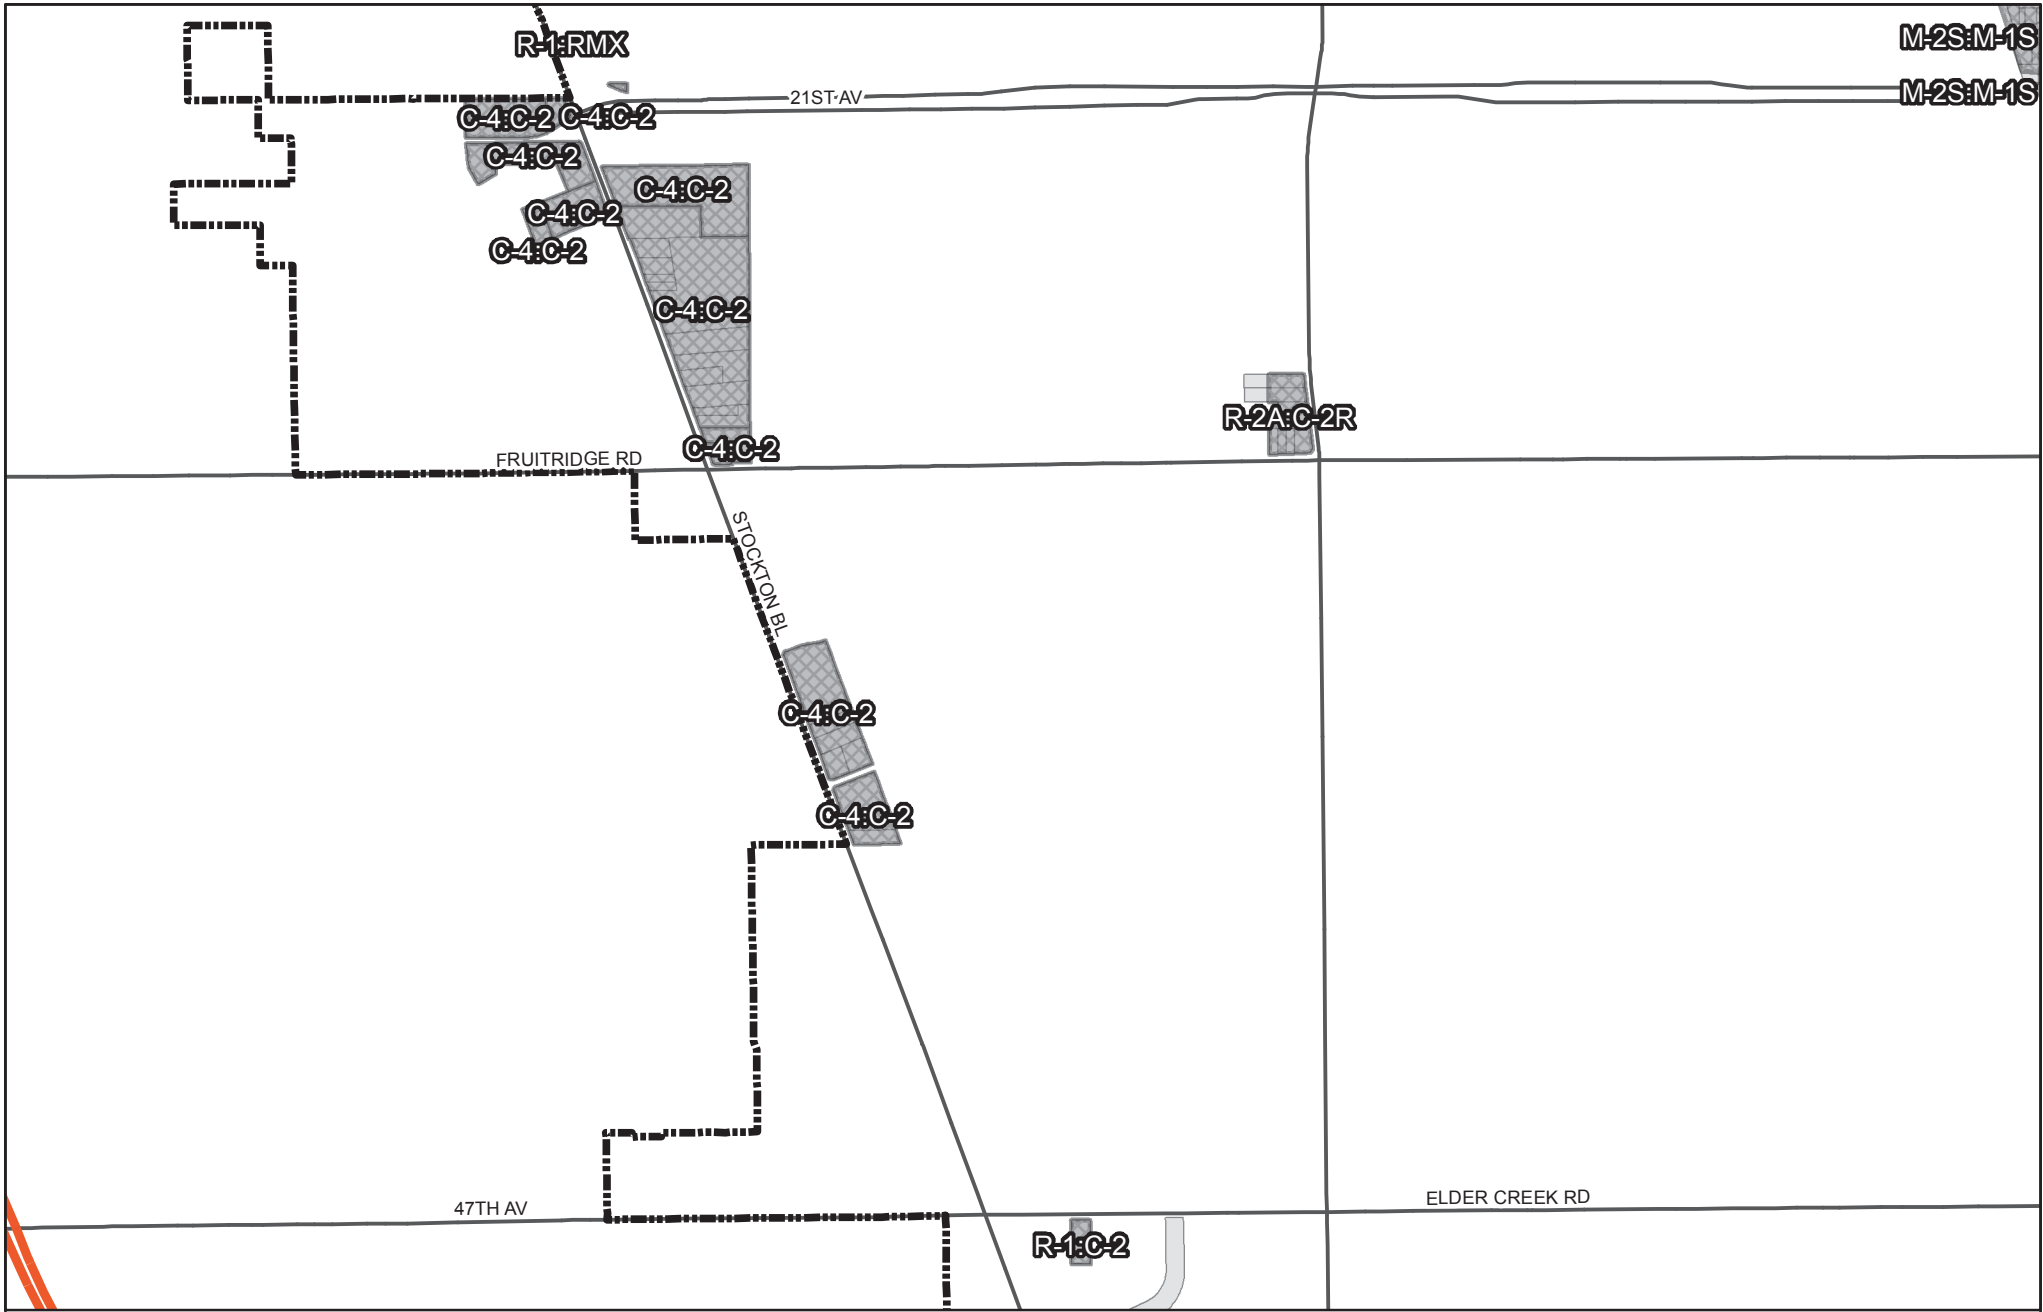 R-1:RMX
M-2S:M-1S
21ST AV
M-2S:M-1S
C-4:C-2
C-4:C-2
C-4:C-2
C-4:C-2
C-4:C-2
C-4:C-2
C-4:C-2
R-2A:C-2R
C-4:C-2
FRUITRIDGE RD
STOCKTON BL
C-4:C-2
C-4:C-2
47TH AV
ELDER CREEK RD
R-1:C-2